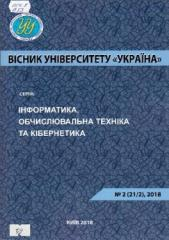 ВІСНИК УНІВЕРСИТЕТУ «УКРАЇНА»
СЕРІЯ:
ІНФОРМАТИКА,
ОБЧИСЛЮВАЛЬНА ТЕХНІКА
ТА КІБЕРНЕТИКА
№ 2 (21/2), 2018
КИЇВ 2018